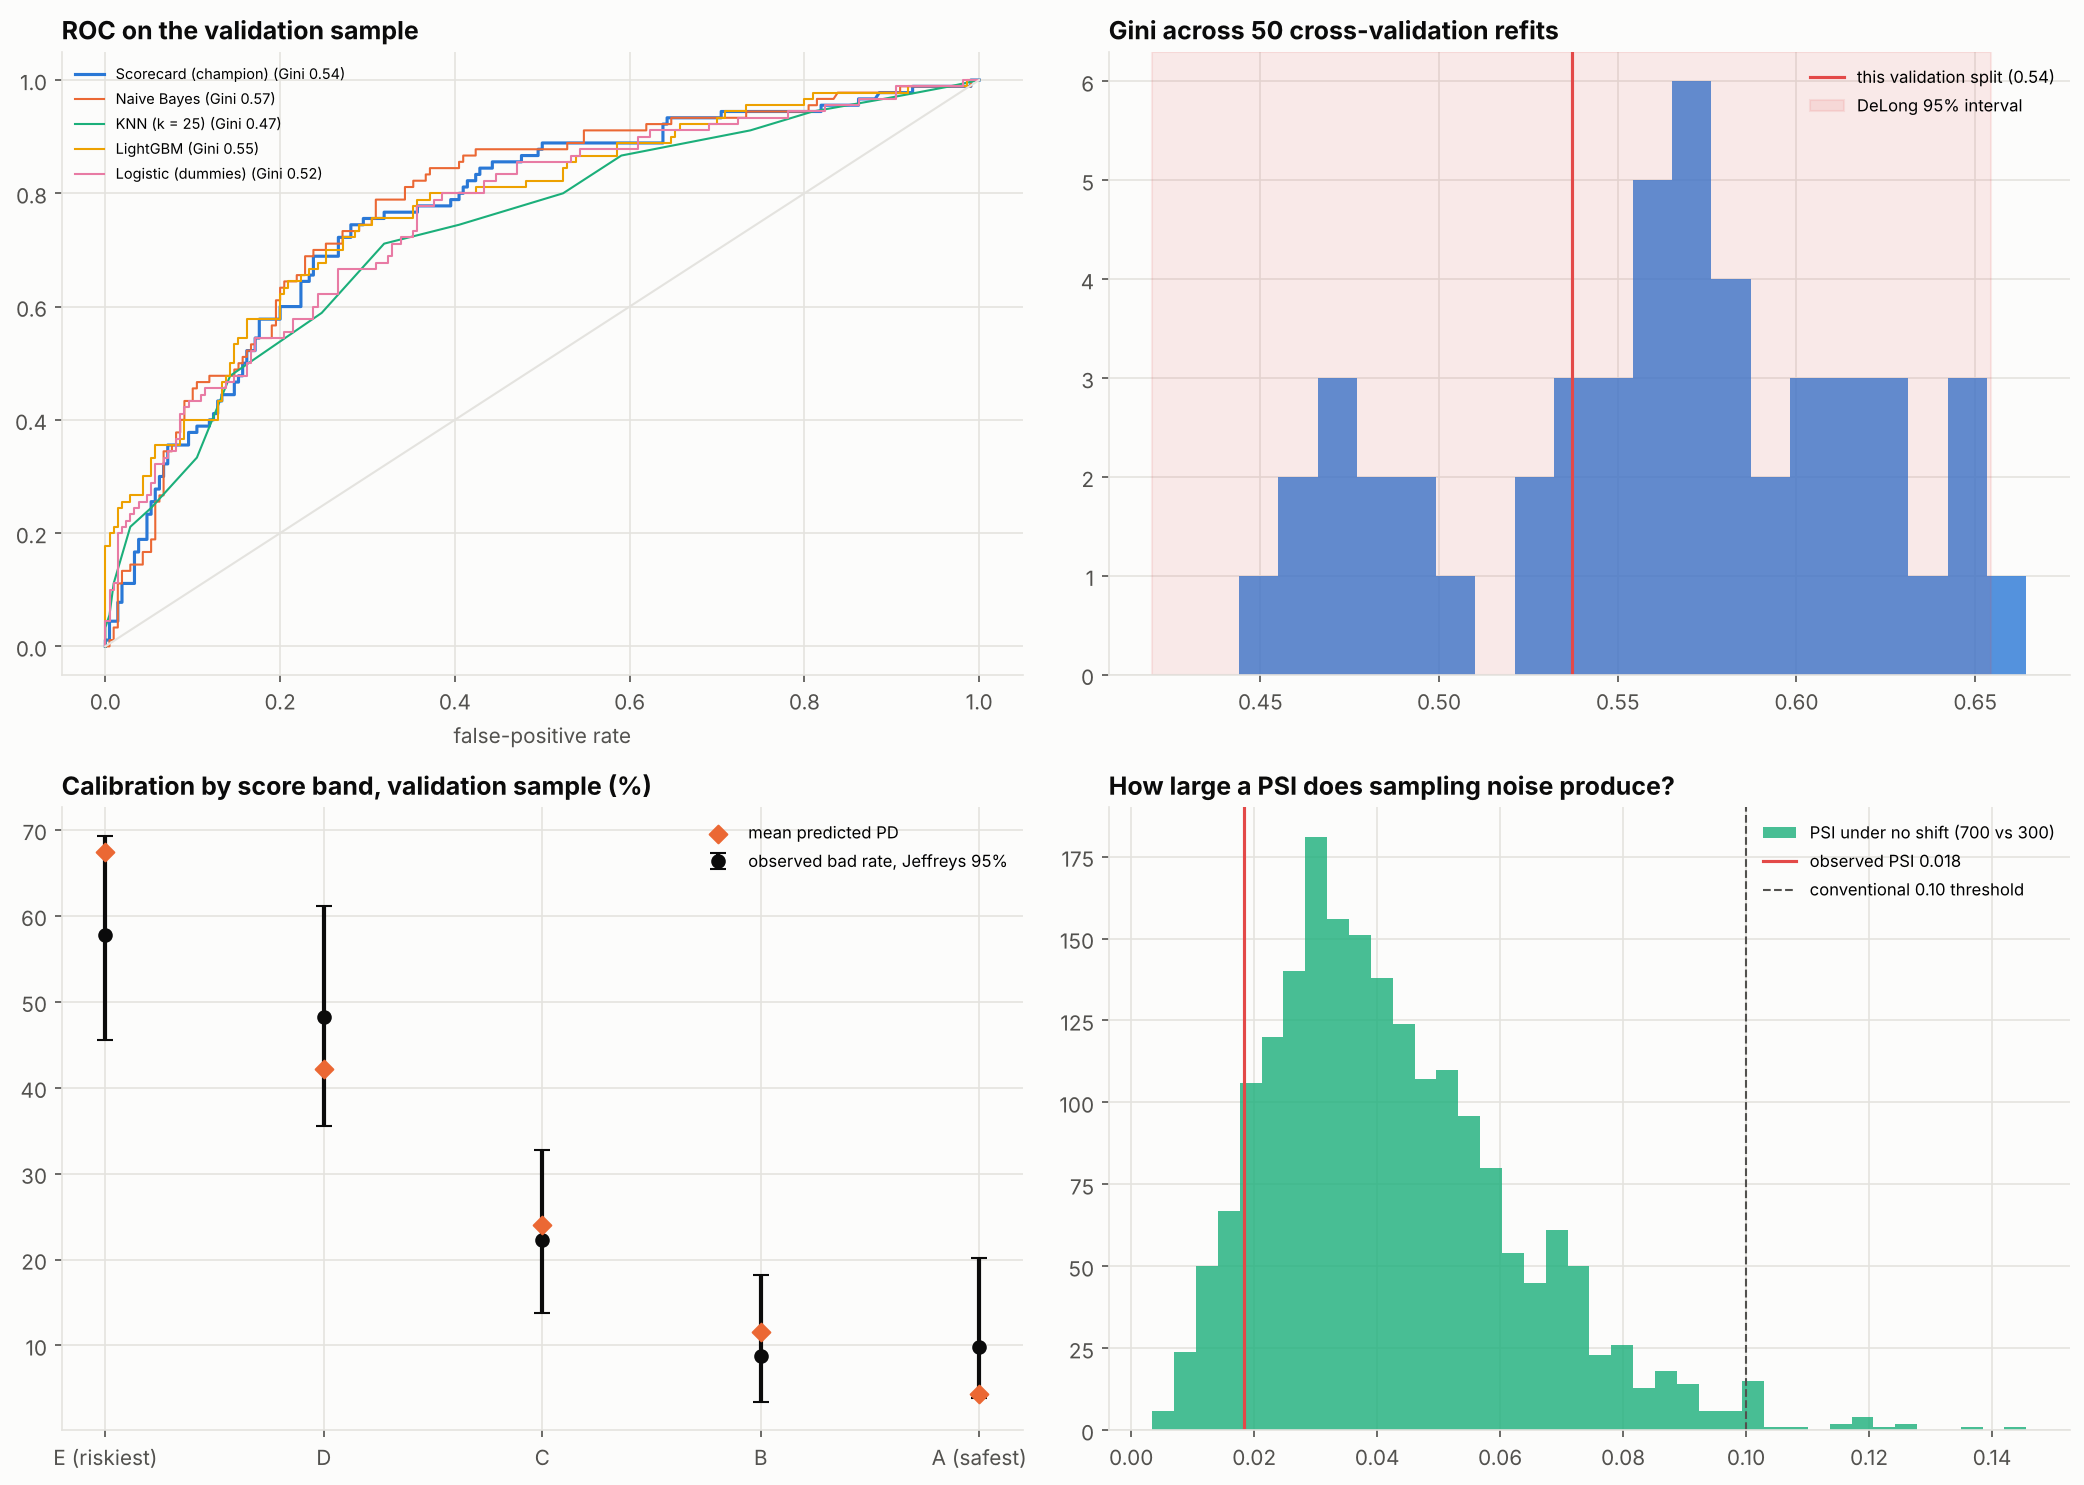 ROC on the validation sample
Scorecard (champion) (Gini 0.54)
Naive Bayes (Gini 0.57)
KNN (k = 25) (Gini 0.47)
LightGBM (Gini 0.55)
Logistic (dummies) (Gini 0.52)
1.0
0.8
0.6
0.4
0.2
0.0
0.0 0.2 0.4 0.6 0.8 1.0
false-positive rate
Gini across 50 cross-validation refits
this validation split (0.54)
DeLong 95% interval
6
5
4
3
2
1
0
0.45 0.50 0.55 0.60 0.65
Calibration by score band, validation sample (%)
mean predicted PD
observed bad rate, Jeffreys 95%
70
60
50
40
30
20
10
E (riskiest) D C B A (safest)
How large a PSI does sampling noise produce?
PSI under no shift (700 vs 300)
observed PSI 0.018
conventional 0.10 threshold
175
150
125
100
75
50
25
0
0.00 0.02 0.04 0.06 0.08 0.10 0.12 0.14